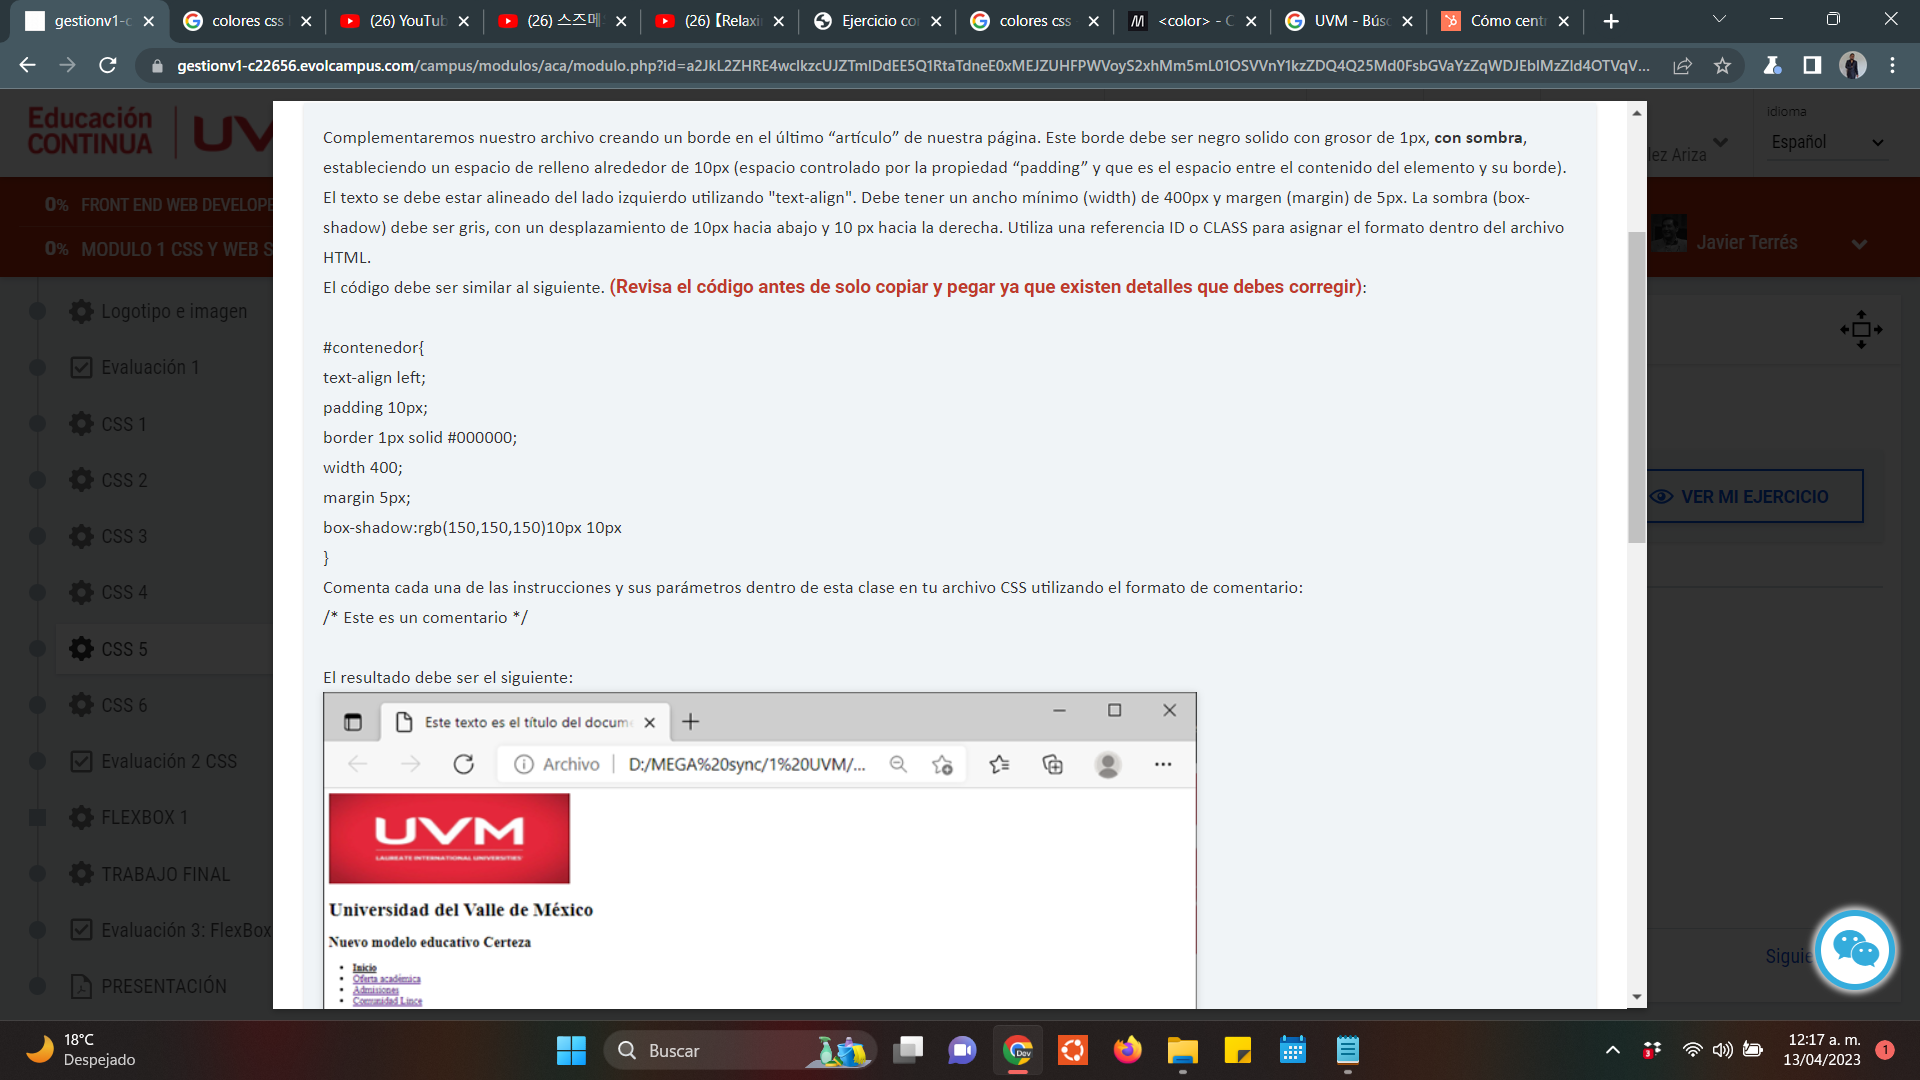 gestionv1-c
colores css
(26) YouTub
(26) 스즈메
(26) 【Relaxi
Ejercicio co
colores css
<color> - C
UVM - Bús
Cómo cent
gestionv1-c22656.evolcampus.com/campus/modulos/aca/modulo.php?id=
Educación
CONTINUA
UV
idioma
Español
lez Ariza
0% FRONT END WEB DEVELOPE
0% MODULO 1 CSS Y WEB S
Javier Terrés
Complementaremos nuestro archivo creando un borde en el último “artículo” de nuestra página. Este borde debe ser negro solido con grosor de 1px, con sombra,
estableciendo un espacio de relleno alrededor de 10px (espacio controlado por la propiedad “padding” y que es el espacio entre el contenido del elemento y su borde).
El texto se debe estar alineado del lado izquierdo utilizando "text-align". Debe tener un ancho mínimo (width) de 400px y margen (margin) de 5px. La sombra (box-
shadow) debe ser gris, con un desplazamiento de 10px hacia abajo y 10 px hacia la derecha. Utiliza una referencia ID o CLASS para asignar el formato dentro del archivo
HTML.
El código debe ser similar al siguiente. (Revisa el código antes de solo copiar y pegar ya que existen detalles que debes corregir):
#contenedor{
text-align left;
padding 10px;
border 1px solid #000000;
width 400;
margin 5px;
box-shadow:rgb(150,150,150)10px 10px
}
Comenta cada una de las instrucciones y sus parámetros dentro de esta clase en tu archivo CSS utilizando el formato de comentario:
/* Este es un comentario */
El resultado debe ser el siguiente:
Este texto es el título del docum
Archivo
D:/MEGA%20sync/1%20UVM/...
UVM
LAUREATE INTERNATIONAL UNIVERSITIES
Universidad del Valle de México
Nuevo modelo educativo Certeza
Inicio
Oferta académica
Admisiones
Comunidad Lince
Logotipo e imagen
Evaluación 1
CSS 1
CSS 2
CSS 3
CSS 4
CSS 5
CSS 6
Evaluación 2 CSS
FLEXBOX 1
TRABAJO FINAL
Evaluación 3: FlexBox
PRESENTACIÓN
VER MI EJERCICIO
Siguie
18°C
Despejado
Buscar
Dev
3
12:17 a. m.
13/04/2023
1